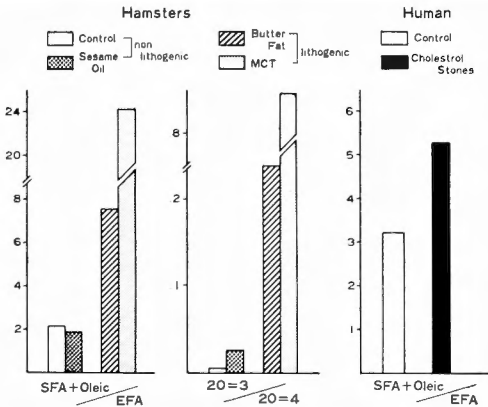 Hamsters
Human
Control
Sesame Oil
non lithogenic
Butter Fat
MCT
lithogenic
Control
Cholestrol Stones
24
20
8
6
4
2
SFA+Oleic / EFA
8
2
1
20=3 / 20=4
6
5
4
3
2
1
SFA+Oleic / EFA